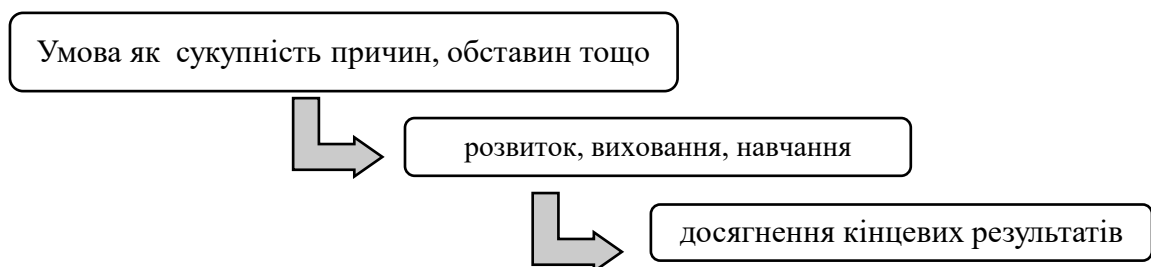 Умова як сукупність причин, обставин тощо
розвиток, виховання, навчання
досягнення кінцевих результатів